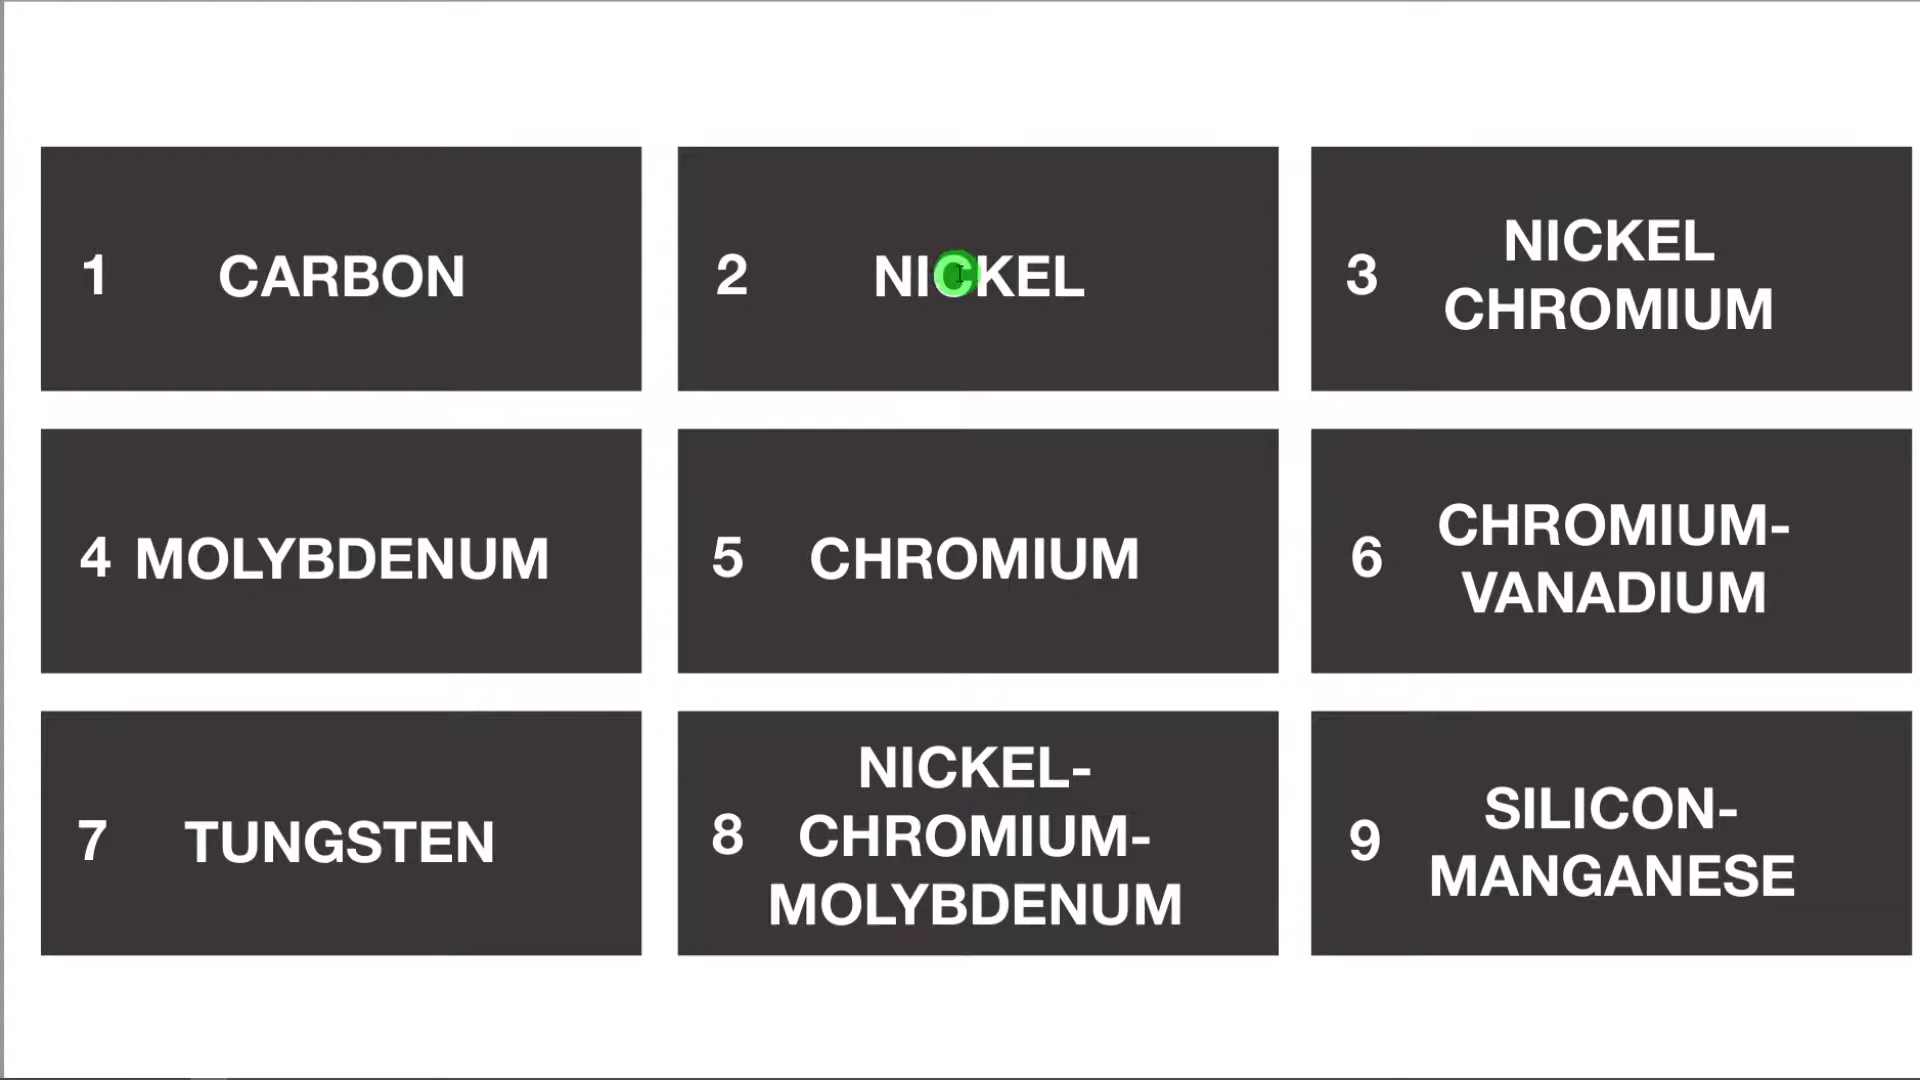 1 CARBON
2 NICKEL
3 NICKEL
CHROMIUM
4 MOLYBDENUM
5 CHROMIUM
6 CHROMIUM-
VANADIUM
7 TUNGSTEN
8 NICKEL-
CHROMIUM-
MOLYBDENUM
9 SILICON-
MANGANESE